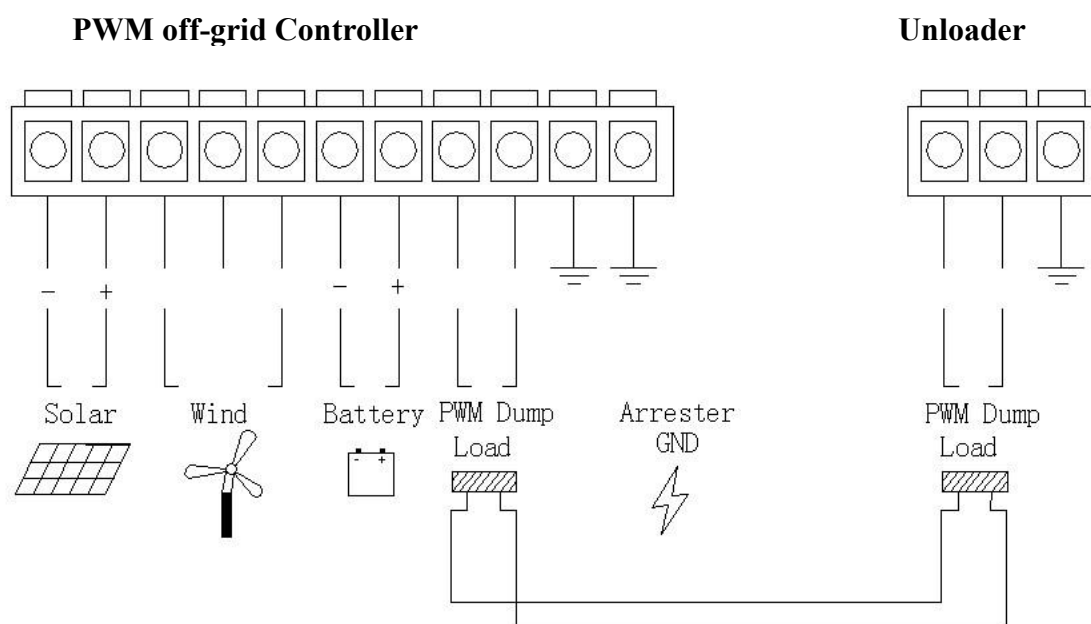 PWM off-grid Controller
Unloader
- +
- +
Solar
Wind
Battery
PWM Dump
Load
Arrester
GND
PWM Dump
Load
- +